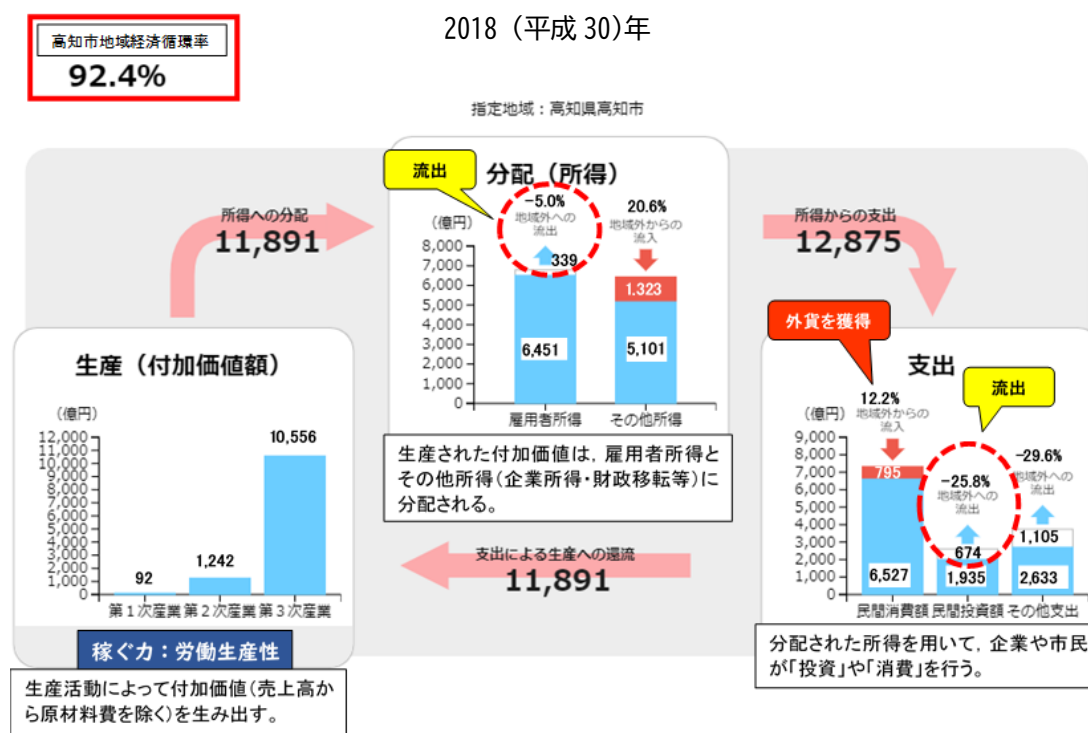 2018 (平成 30)年
高知市地域経済循環率
92.4%
指定地域：高知県高知市
流出
分配（所得）
所得への分配
11,891
（億円）
-5.0%
地域外への
流出
20.6%
地域外からの
流入
8,000
7,000
6,000
5,000
4,000
3,000
2,000
1,000
0
339
6,451
1,323
5,101
雇用者所得
その他所得
生産された付加価値は，雇用者所得と
その他所得（企業所得・財政移転等）に
分配される。
所得からの支出
12,875
外貨を獲得
支出
流出
12.2%
地域外からの
流入
（億円）
-25.8%
地域外への
流出
-29.6%
地域外への
流出
9,000
8,000
7,000
6,000
5,000
4,000
3,000
2,000
1,000
0
795
6,527
674
1,935
1,105
2,633
民間消費額
民間投資額
その他支出
分配された所得を用いて，企業や市民
が「投資」や「消費」を行う。
支出による生産への還流
11,891
生産（付加価値額）
（億円）
12,000
11,000
10,000
9,000
8,000
7,000
6,000
5,000
4,000
3,000
2,000
1,000
0
92
1,242
10,556
第１次産業
第２次産業
第３次産業
稼ぐ力：労働生産性
生産活動によって付加価値（売上高か
ら原材料費を除く）を生み出す。